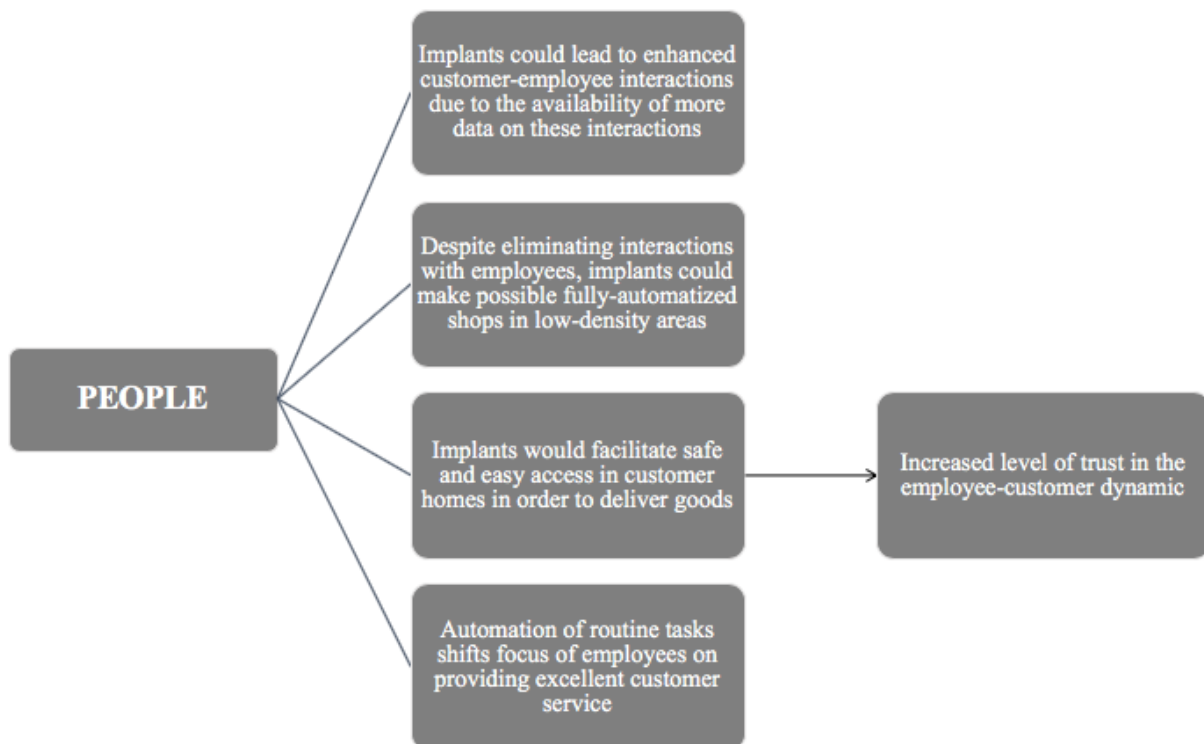 Implants could lead to enhanced
customer-employee interactions
due to the availability of more
data on these interactions
Despite eliminating interactions
with employees, implants could
make possible fully-automatized
shops in low-density areas
PEOPLE
Implants would facilitate safe
and easy access in customer
homes in order to deliver goods
Increased level of trust in the
employee-customer dynamic
Automation of routine tasks
shifts focus of employees on
providing excellent customer
service